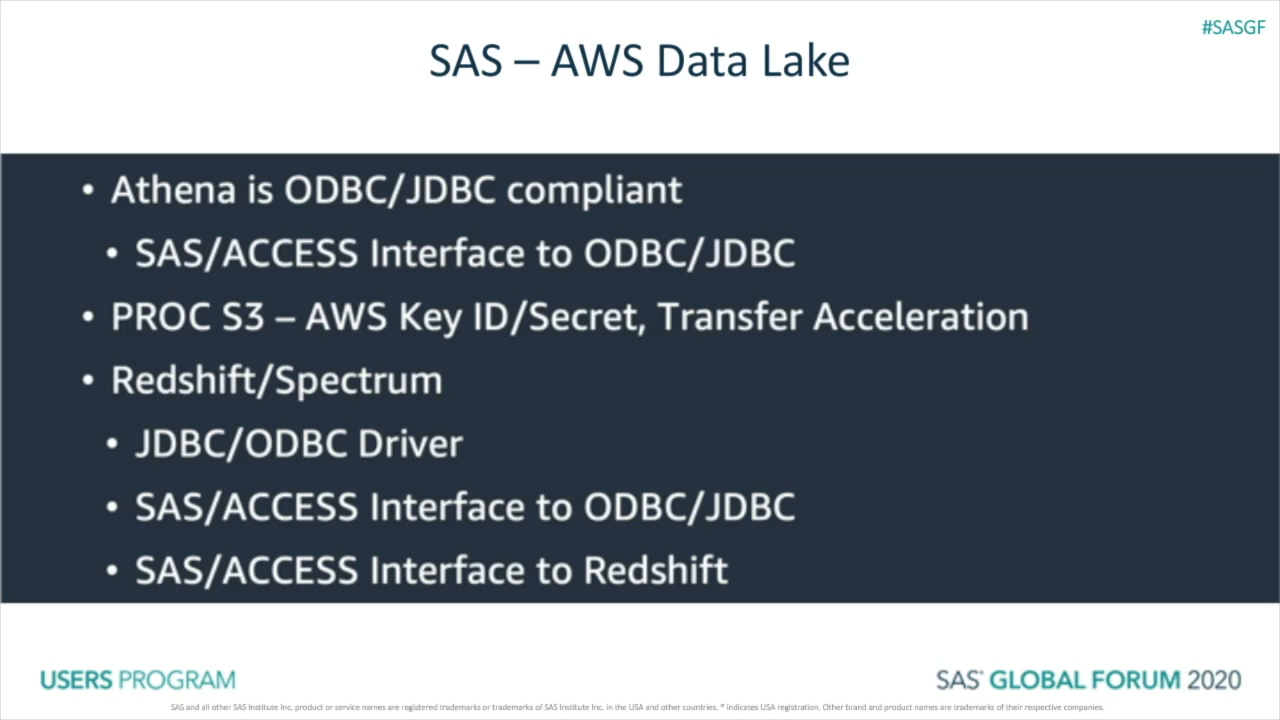 #SASGF
SAS – AWS Data Lake
• Athena is ODBC/JDBC compliant
• SAS/ACCESS Interface to ODBC/JDBC
• PROC S3 – AWS Key ID/Secret, Transfer Acceleration
• Redshift/Spectrum
• JDBC/ODBC Driver
• SAS/ACCESS Interface to ODBC/JDBC
• SAS/ACCESS Interface to Redshift
USERS PROGRAM
SAS® GLOBAL FORUM 2020
SAS and all other SAS Institute Inc. product or service names are registered trademarks or trademarks of SAS Institute Inc. in the USA and other countries. ® indicates USA registration. Other brand and product names are trademarks of their respective companies.